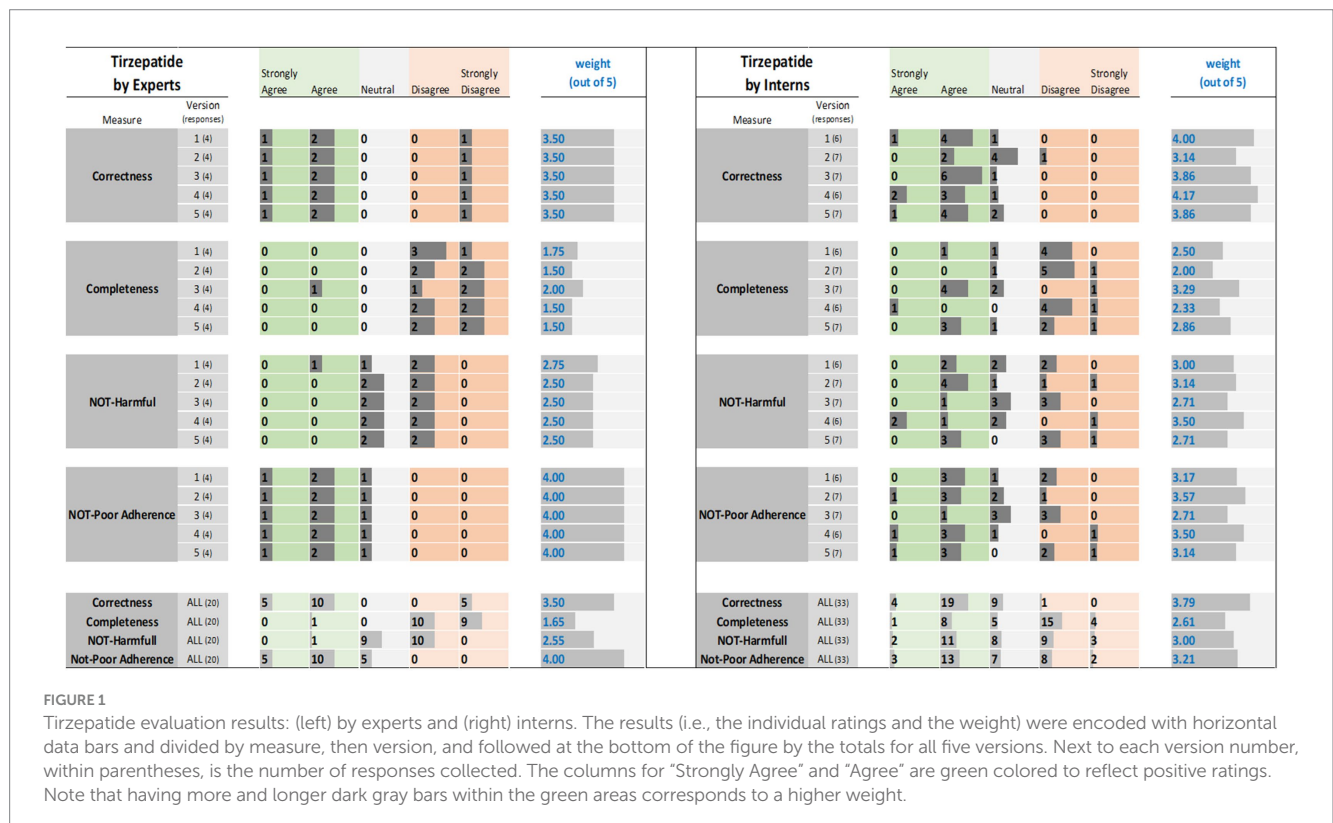 Tirzepatide by Experts Strongly Agree Agree Neutral Disagree Strongly Disagree weight (out of 5)
Measure Version (responses)
Correctness
1 (4) 1 2 0 0 1 3.50
2 (4) 1 2 0 0 1 3.50
3 (4) 1 2 0 0 1 3.50
4 (4) 1 2 0 0 1 3.50
5 (4) 1 2 0 0 1 3.50
Completeness
1 (4) 0 0 0 3 1 1.75
2 (4) 0 0 0 2 2 1.50
3 (4) 0 1 0 1 2 2.00
4 (4) 0 0 0 2 2 1.50
5 (4) 0 0 0 2 2 1.50
NOT-Harmful
1 (4) 0 1 1 2 0 2.75
2 (4) 0 0 2 2 0 2.50
3 (4) 0 0 2 2 0 2.50
4 (4) 0 0 2 2 0 2.50
5 (4) 0 0 2 2 0 2.50
NOT-Poor Adherence
1 (4) 1 2 1 0 0 4.00
2 (4) 1 2 1 0 0 4.00
3 (4) 1 2 1 0 0 4.00
4 (4) 1 2 1 0 0 4.00
5 (4) 1 2 1 0 0 4.00
Correctness ALL (20) 5 10 0 0 5 3.50
Completeness ALL (20) 0 1 0 10 9 1.65
NOT-Harmfull ALL (20) 0 1 9 10 0 2.55
Not-Poor Adherence ALL (20) 5 10 5 0 0 4.00
Tirzepatide by Interns Strongly Agree Agree Neutral Disagree Strongly Disagree weight (out of 5)
Measure Version (responses)
Correctness
1 (6) 1 4 1 0 0 4.00
2 (7) 0 2 4 1 0 3.14
3 (7) 0 6 1 0 0 3.86
4 (6) 2 3 1 0 0 4.17
5 (7) 1 4 2 0 0 3.86
Completeness
1 (6) 0 1 1 4 0 2.50
2 (7) 0 0 1 5 1 2.00
3 (7) 0 4 2 0 1 3.29
4 (6) 1 0 0 4 1 2.33
5 (7) 0 3 1 2 1 2.86
NOT-Harmful
1 (6) 0 2 2 2 0 3.00
2 (7) 0 4 1 1 1 3.14
3 (7) 0 1 3 3 0 2.71
4 (6) 2 1 2 0 1 3.50
5 (7) 0 3 0 3 1 2.71
NOT-Poor Adherence
1 (6) 0 3 1 2 0 3.17
2 (7) 1 3 2 1 0 3.57
3 (7) 0 1 3 3 0 2.71
4 (6) 1 3 1 0 1 3.50
5 (7) 1 3 0 2 1 3.14
Correctness ALL (33) 4 19 9 1 0 3.79
Completeness ALL (33) 1 8 5 15 4 2.61
NOT-Harmfull ALL (33) 2 11 8 9 3 3.00
Not-Poor Adherence ALL (33) 3 13 7 8 2 3.21
FIGURE 1
Tirzepatide evaluation results: (left) by experts and (right) interns. The results (i.e., the individual ratings and the weight) were encoded with horizontal
data bars and divided by measure, then version, and followed at the bottom of the figure by the totals for all five versions. Next to each version number,
within parentheses, is the number of responses collected. The columns for “Strongly Agree” and “Agree” are green colored to reflect positive ratings.
Note that having more and longer dark gray bars within the green areas corresponds to a higher weight.